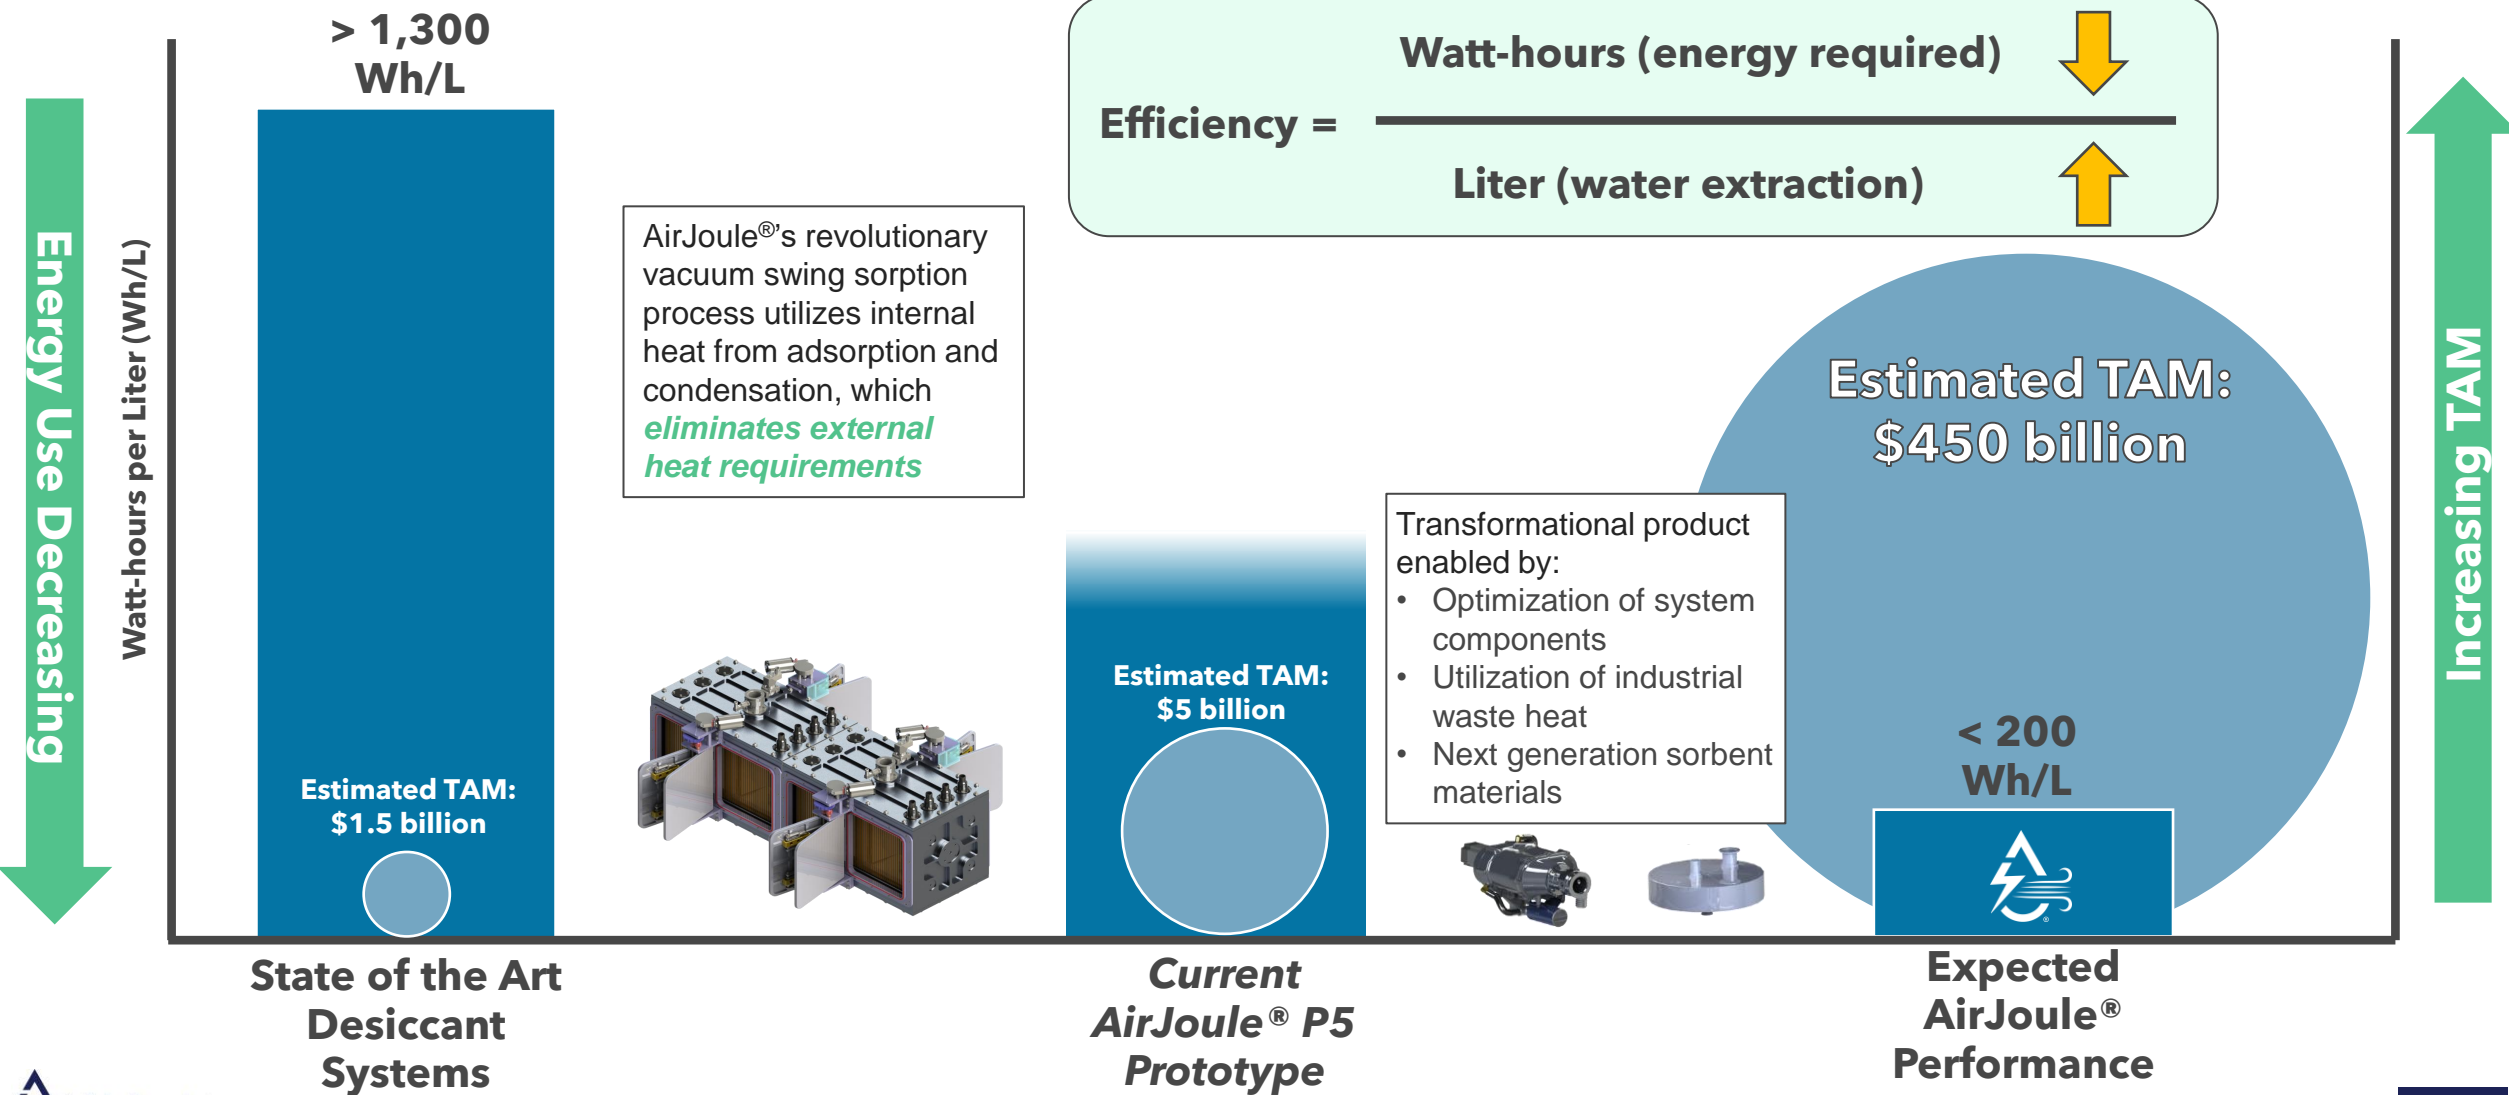 > 1,300
Wh/L
Watt-hours (energy required)
Efficiency =
Liter (water extraction)
Energy Use Decreasing
Watt-hours per Liter (Wh/L)
AirJoule®'s revolutionary
vacuum swing sorption
process utilizes internal
heat from adsorption and
condensation, which
eliminates external
heat requirements
Estimated TAM:
$1.5 billion
Estimated TAM:
$5 billion
Transformational product
enabled by:
• Optimization of system
components
• Utilization of industrial
waste heat
• Next generation sorbent
materials
Estimated TAM:
$450 billion
< 200
Wh/L
®
Increasing TAM
State of the Art
Desiccant
Systems
Current
AirJoule® P5
Prototype
Expected
AirJoule®
Performance